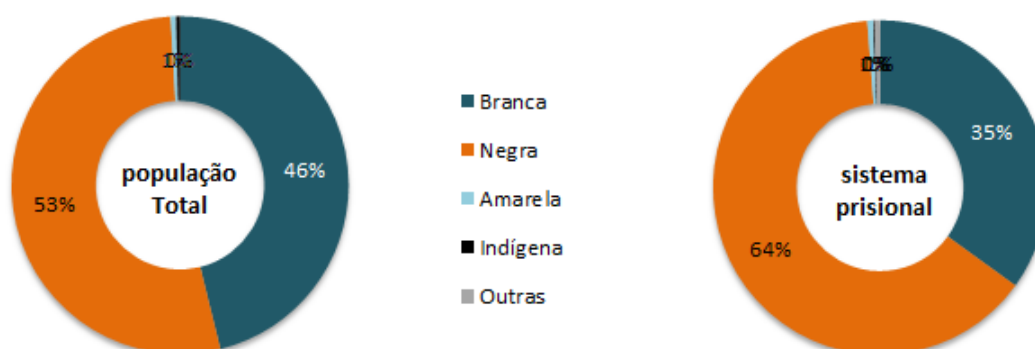 população
Total
46%
53%
Branca
Negra
Amarela
Indígena
Outras
sistema
prisional
35%
64%